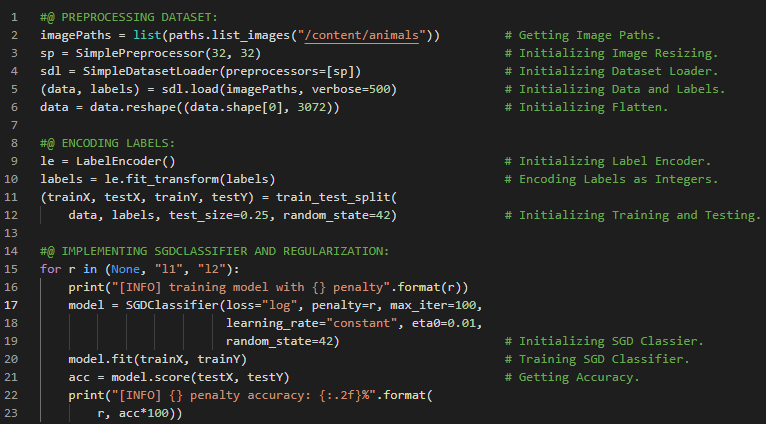 1 #@ PREPROCESSING DATASET:
2 imagePaths = list(paths.list_images("/content/animals")) # Getting Image Paths.
3 sp = SimplePreprocessor(32, 32) # Initializing Image Resizing.
4 sdl = SimpleDatasetLoader(preprocessors=[sp]) # Initializing Dataset Loader.
5 (data, labels) = sdl.load(imagePaths, verbose=500) # Initializing Data and Labels.
6 data = data.reshape((data.shape[0], 3072)) # Initializing Flatten.
7
8 #@ ENCODING LABELS:
9 le = LabelEncoder() # Initializing Label Encoder.
10 labels = le.fit_transform(labels) # Encoding Labels as Integers.
11 (trainX, testX, trainY, testY) = train_test_split(
12     data, labels, test_size=0.25, random_state=42) # Initializing Training and Testing.
13
14 #@ IMPLEMENTING SGDCLASSIFIER AND REGULARIZATION:
15 for r in (None, "l1", "l2"):
16     print("[INFO] training model with {} penalty".format(r))
17     model = SGDClassifier(loss="log", penalty=r, max_iter=100,
18                           learning_rate="constant", eta0=0.01,
19                           random_state=42) # Initializing SGD Classier.
20     model.fit(trainX, trainY) # Training SGD Classifier.
21     acc = model.score(testX, testY) # Getting Accuracy.
22     print("[INFO] {} penalty accuracy: {:.2f}%".format(
23         r, acc*100))